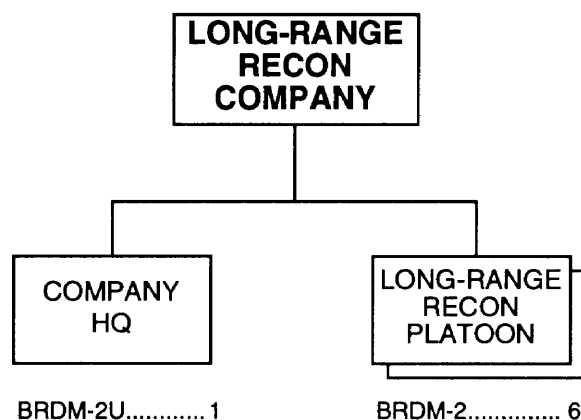 LONG-RANGE
RECON
COMPANY
COMPANY
HQ
LONG-RANGE
RECON
PLATOON
BRDM-2U............ 1
BRDM-2.............. 6